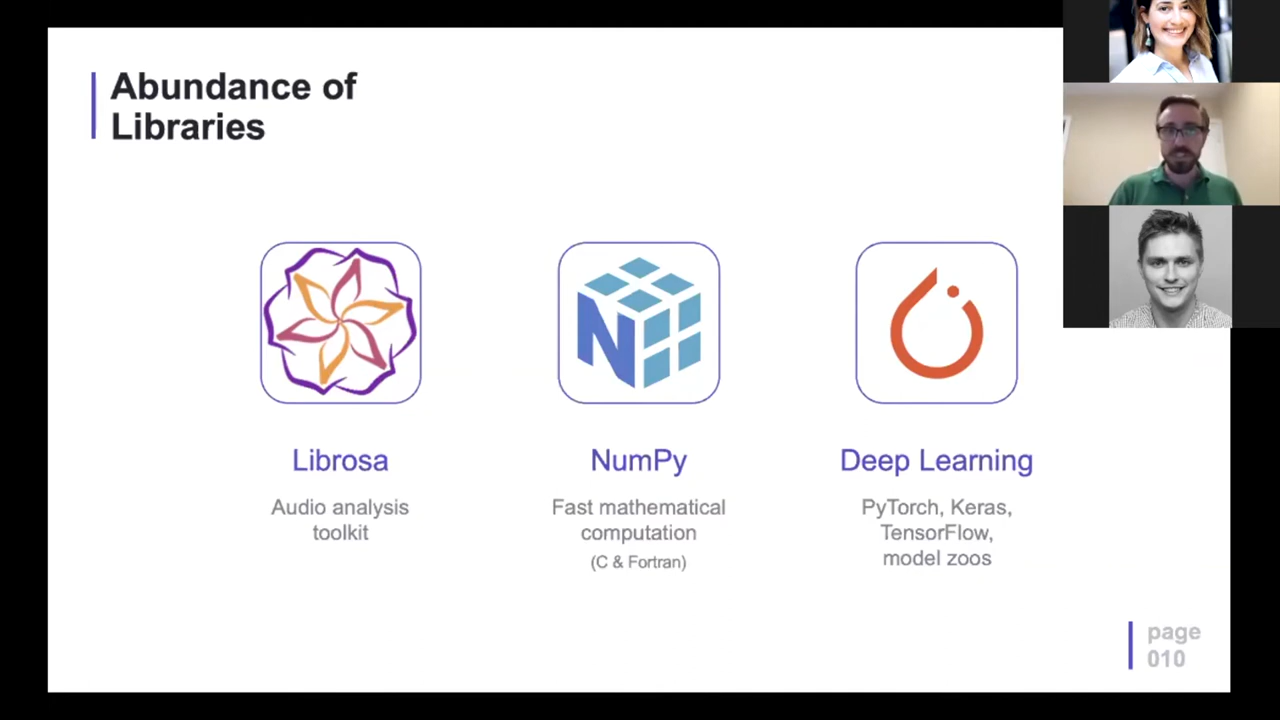 Abundance of
Libraries
Librosa
Audio analysis
toolkit
NumPy
Fast mathematical
computation
(C & Fortran)
Deep Learning
PyTorch, Keras,
TensorFlow,
model zoos
page
010